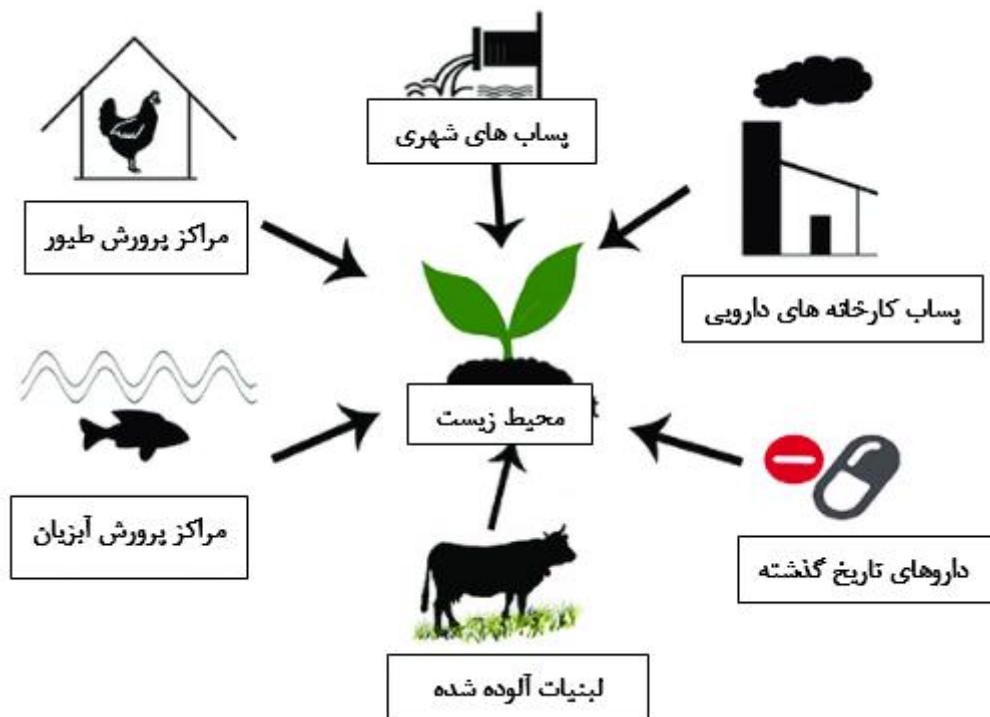 پساب های شهری
مراکز پرورش طیور
پساب کارخانه های دارویی
محیط زیست
مراکز پرورش آبزیان
داروهای تاریخ گذشته
لبنیات آلوده شده